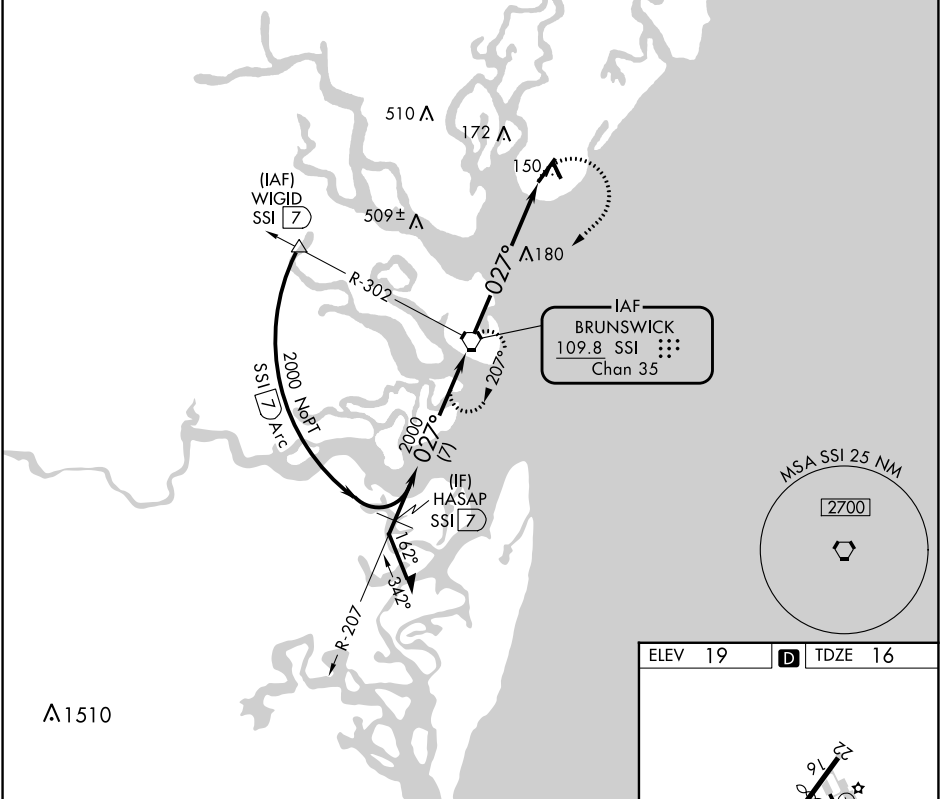 510
172
150
(IAF)
WIGID
SSI 7
509±
180
027°
R-302
IAF
BRUNSWICK
109.8 SSI
Chan 35
207°
2000 NoPT
SSI 7 Arc
2000
027°
(7)
(IF)
HASAP
SSI 7
MSA SSI 25 NM
2700
162°
342°
R-207
ELEV 19 D TDZE 16
1510
22
16